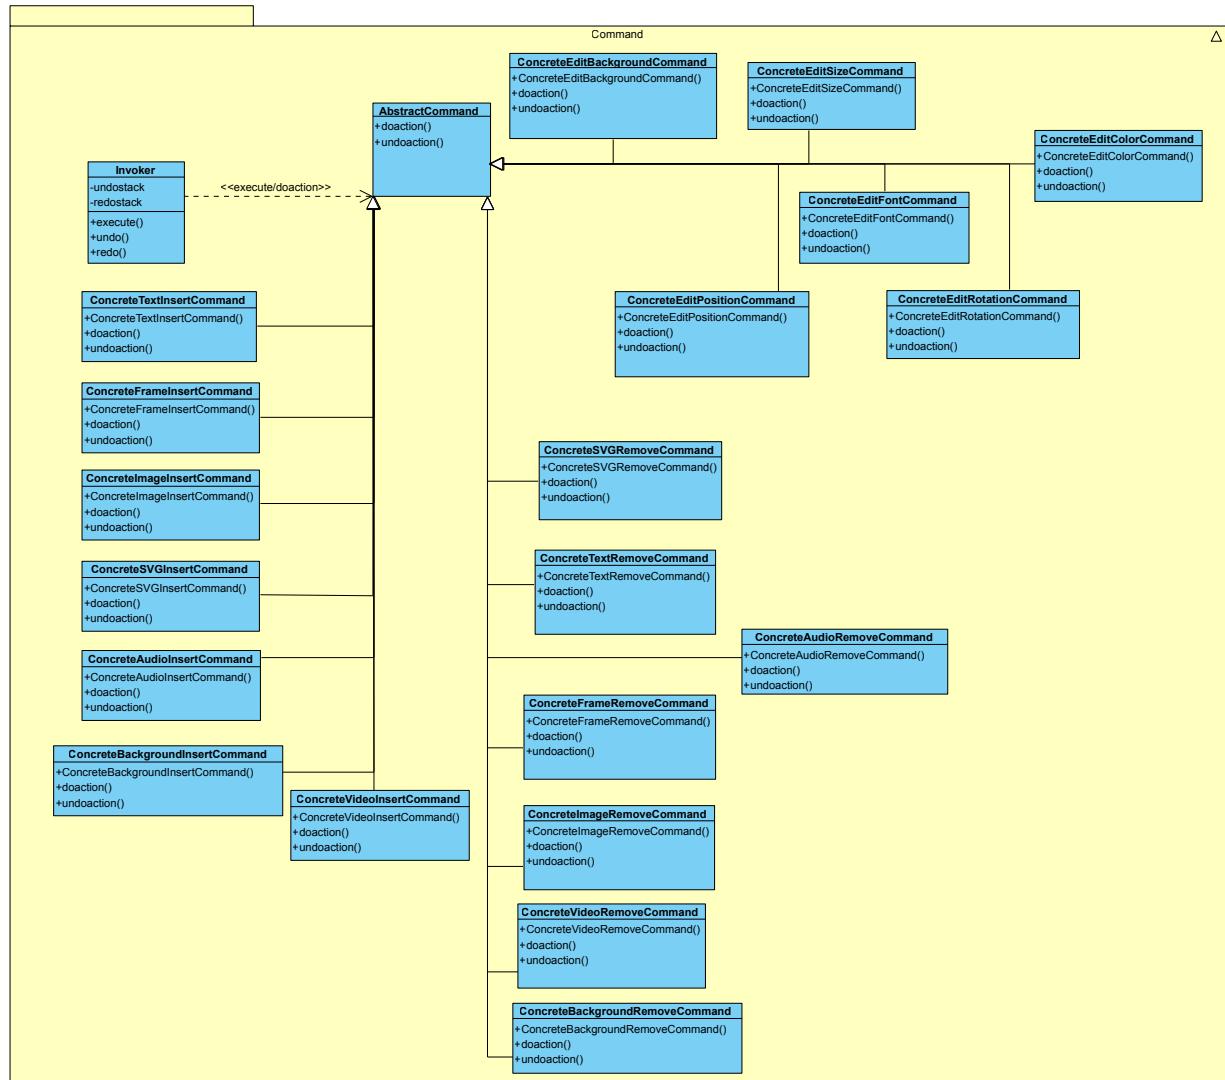 Command
ConcreteEditBackgroundCommand
+ConcreteEditBackgroundCommand()
+doaction()
+undoaction()
ConcreteEditSizeCommand
+ConcreteEditSizeCommand()
+doaction()
+undoaction()
AbstractCommand
+doaction()
+undoaction()
ConcreteEditColorCommand
+ConcreteEditColorCommand()
+doaction()
+undoaction()
Invoker
-undostack
-redostack
+execute()
+undo()
+redo()
<<execute/doaction>>
ConcreteEditFontCommand
+ConcreteEditFontCommand()
+doaction()
+undoaction()
ConcreteTextInsertCommand
+ConcreteTextInsertCommand()
+doaction()
+undoaction()
ConcreteEditPositionCommand
+ConcreteEditPositionCommand()
+doaction()
+undoaction()
ConcreteEditRotationCommand
+ConcreteEditRotationCommand()
+doaction()
+undoaction()
ConcreteFrameInsertCommand
+ConcreteFrameInsertCommand()
+doaction()
+undoaction()
ConcreteImageInsertCommand
+ConcreteImageInsertCommand()
+doaction()
+undoaction()
ConcreteSVGRemoveCommand
+ConcreteSVGRemoveCommand()
+doaction()
+undoaction()
ConcreteSVGInsertCommand
+ConcreteSVGInsertCommand()
+doaction()
+undoaction()
ConcreteTextRemoveCommand
+ConcreteTextRemoveCommand()
+doaction()
+undoaction()
ConcreteAudioInsertCommand
+ConcreteAudioInsertCommand()
+doaction()
+undoaction()
ConcreteAudioRemoveCommand
+ConcreteAudioRemoveCommand()
+doaction()
+undoaction()
ConcreteFrameRemoveCommand
+ConcreteFrameRemoveCommand()
+doaction()
+undoaction()
ConcreteBackgroundInsertCommand
+ConcreteBackgroundInsertCommand()
+doaction()
+undoaction()
ConcreteVideoInsertCommand
+ConcreteVideoInsertCommand()
+doaction()
+undoaction()
ConcreteImageRemoveCommand
+ConcreteImageRemoveCommand()
+doaction()
+undoaction()
ConcreteVideoRemoveCommand
+ConcreteVideoRemoveCommand()
+doaction()
+undoaction()
ConcreteBackgroundRemoveCommand
+ConcreteBackgroundRemoveCommand()
+doaction()
+undoaction()